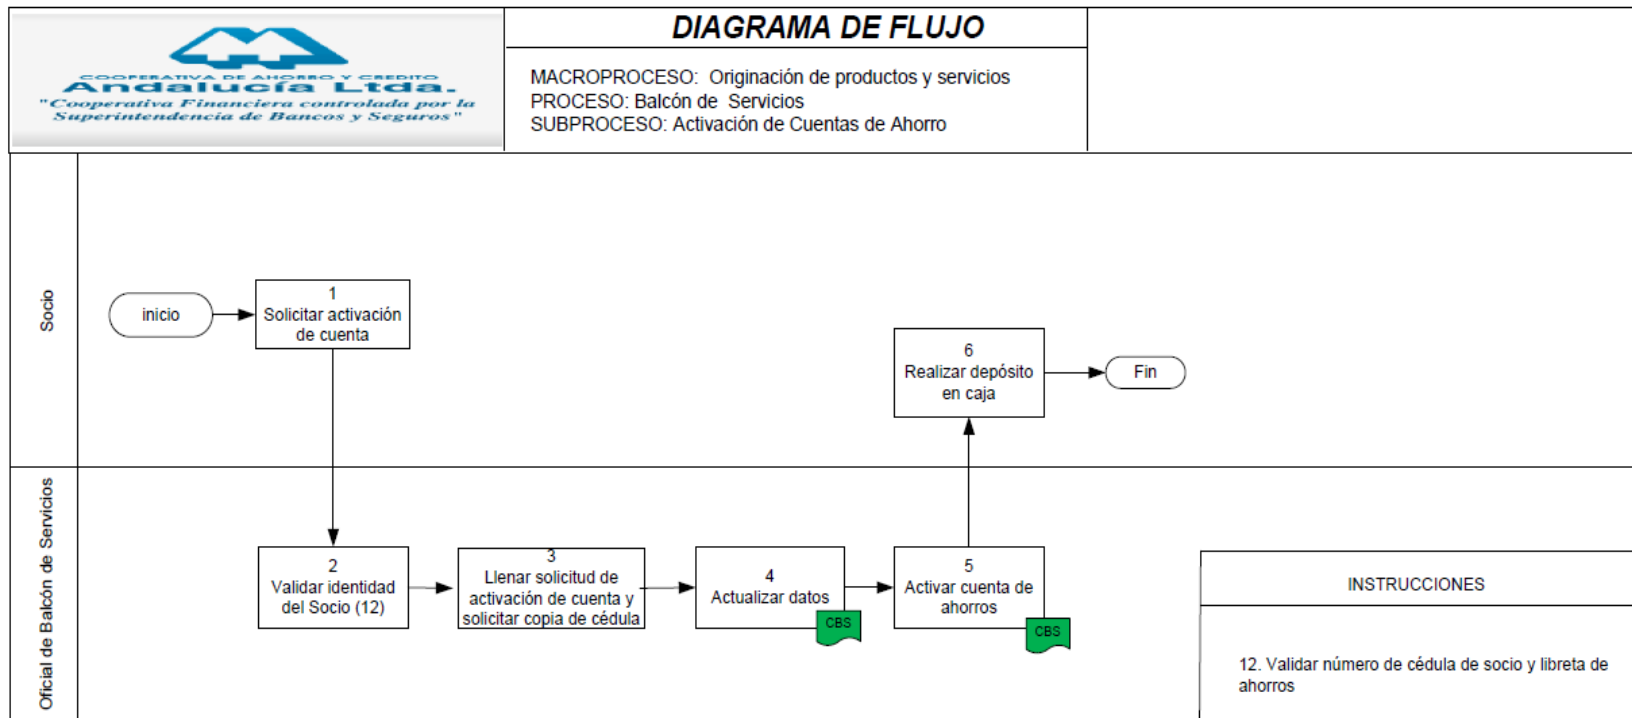 COOPERATIVA DE AHORRO Y CREDITO
Andalucía Ltda.
"Cooperativa Financiera controlada por la
Superintendencia de Bancos y Seguros"
DIAGRAMA DE FLUJO
MACROPROCESO: Originación de productos y servicios
PROCESO: Balcón de Servicios
SUBPROCESO: Activación de Cuentas de Ahorro
Socio
inicio
1
Solicitar activación
de cuenta
6
Realizar depósito
en caja
Fin
Oficial de Balcón de Servicios
2
Validar identidad
del Socio (12)
3
Llenar solicitud de
activación de cuenta y
solicitar copia de cédula
4
Actualizar datos
CBS
5
Activar cuenta de
ahorros
CBS
INSTRUCCIONES
12. Validar número de cédula de socio y libreta de
ahorros